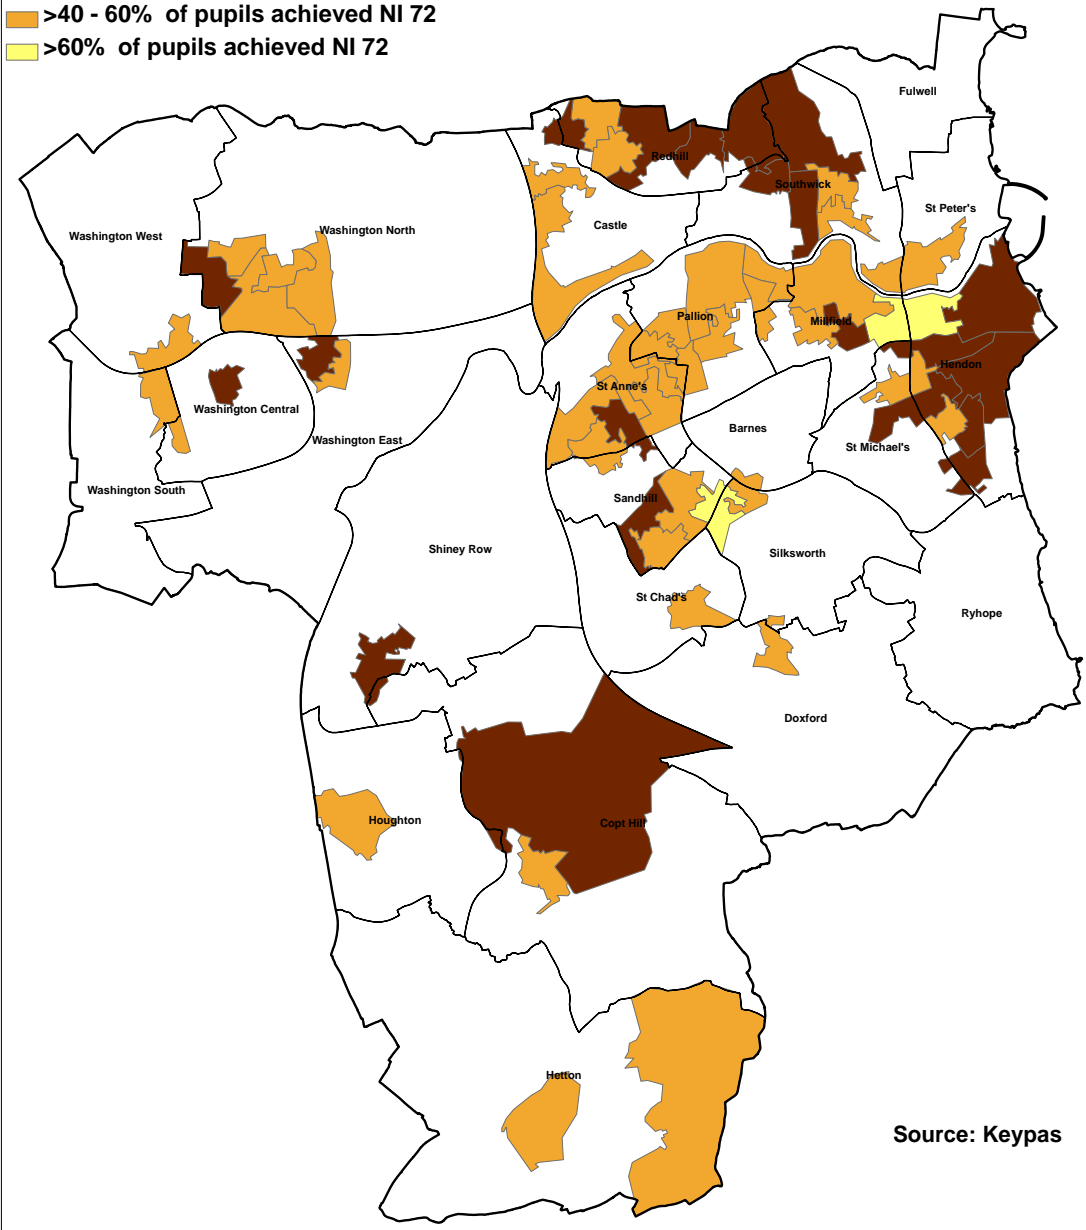 >40 - 60%  of pupils achieved NI 72
>60%  of pupils achieved NI 72
Fulwell
Redhill
Southwick
St Peter's
Castle
Washington North
Washington West
Pallion
Millfield
Hendon
St Anne's
Washington Central
Barnes
Washington East
St Michael's
Washington South
Sandhill
Shiney Row
Silksworth
St Chad's
Ryhope
Doxford
Houghton
Copt Hill
Hetton
Source: Keypas